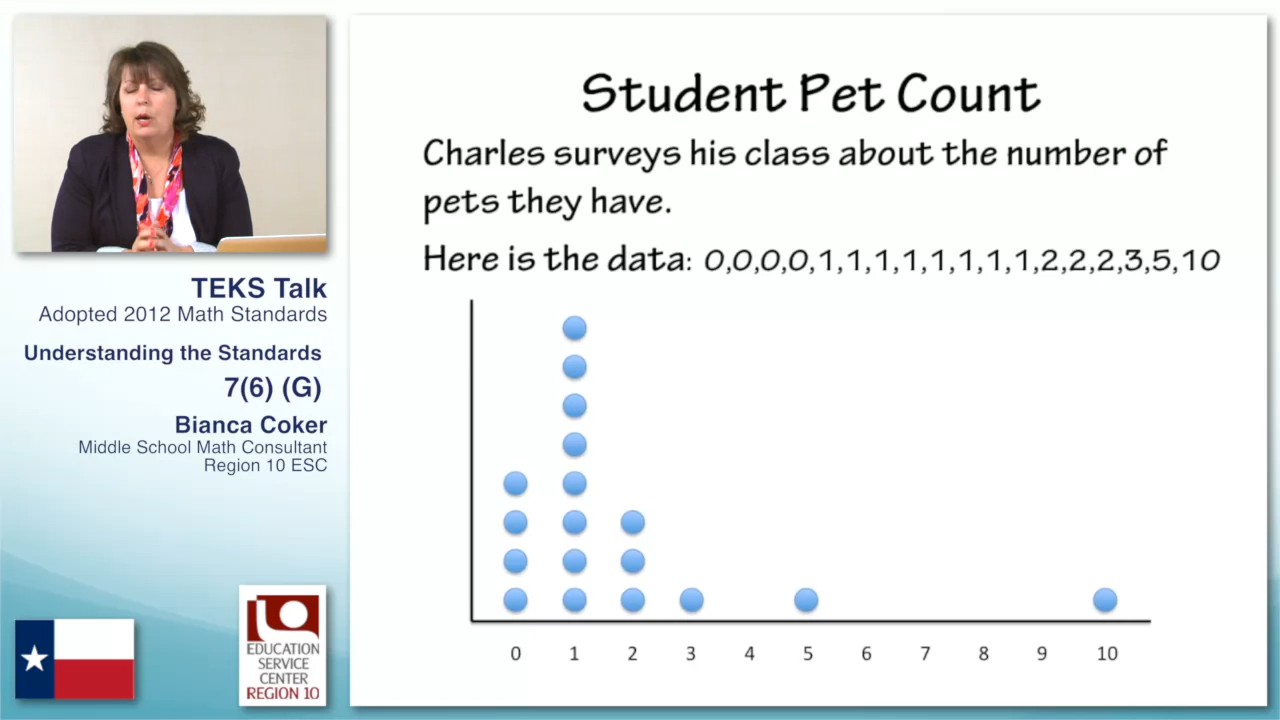 Student Pet Count
Charles surveys his class about the number of
pets they have.
Here is the data: 0,0,0,0,1,1,1,1,1,1,1,1,2,2,2,3,5,10
0 1 2 3 4 5 6 7 8 9 10
TEKS Talk
Adopted 2012 Math Standards
Understanding the Standards
7(6) (G)
Bianca Coker
Middle School Math Consultant
Region 10 ESC
EDUCATION
SERVICE
CENTER
REGION 10